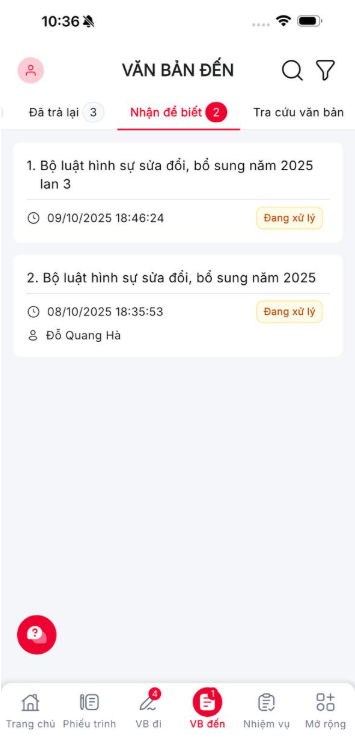 10:36
VĂN BẢN ĐẾN
Đã trả lại 3 Nhận để biết 2 Tra cứu văn bản
1. Bộ luật hình sự sửa đổi, bổ sung năm 2025
lan 3
09/10/2025 18:46:24 Đang xử lý
2. Bộ luật hình sự sửa đổi, bổ sung năm 2025
08/10/2025 18:35:53 Đang xử lý
Đỗ Quang Hà
?
4 1
Trang chủ Phiếu trình VB đi VB đến Nhiệm vụ Mở rộng